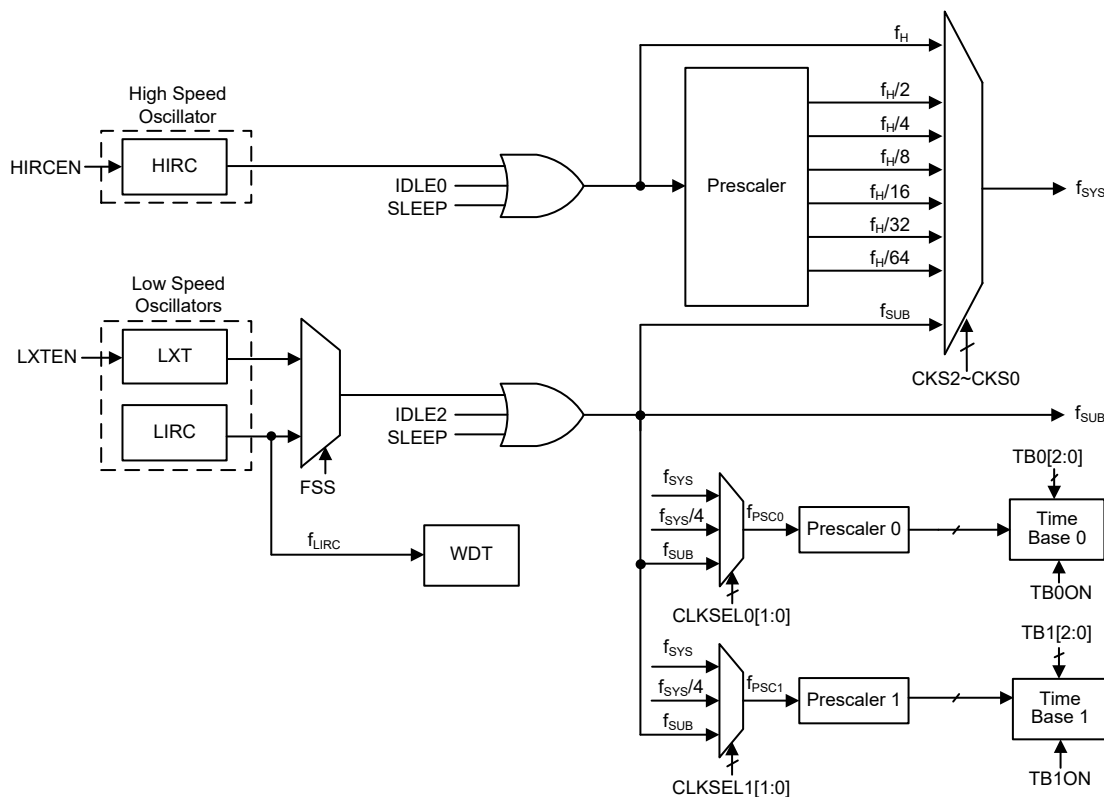 High Speed
Oscillator
HIRCEN
HIRC
IDLE0
SLEEP
Prescaler
fH
fH/2
fH/4
fH/8
fH/16
fH/32
fH/64
fSUB
fSYS
CKS2~CKS0
Low Speed
Oscillators
LXTEN
LXT
LIRC
FSS
IDLE2
SLEEP
fSUB
fLIRC
WDT
fSYS
fSYS/4
fSUB
fPSC0
Prescaler 0
CLKSEL0[1:0]
TB0[2:0]
Time
Base 0
TB0ON
fSYS
fSYS/4
fSUB
fPSC1
Prescaler 1
CLKSEL1[1:0]
TB1[2:0]
Time
Base 1
TB1ON